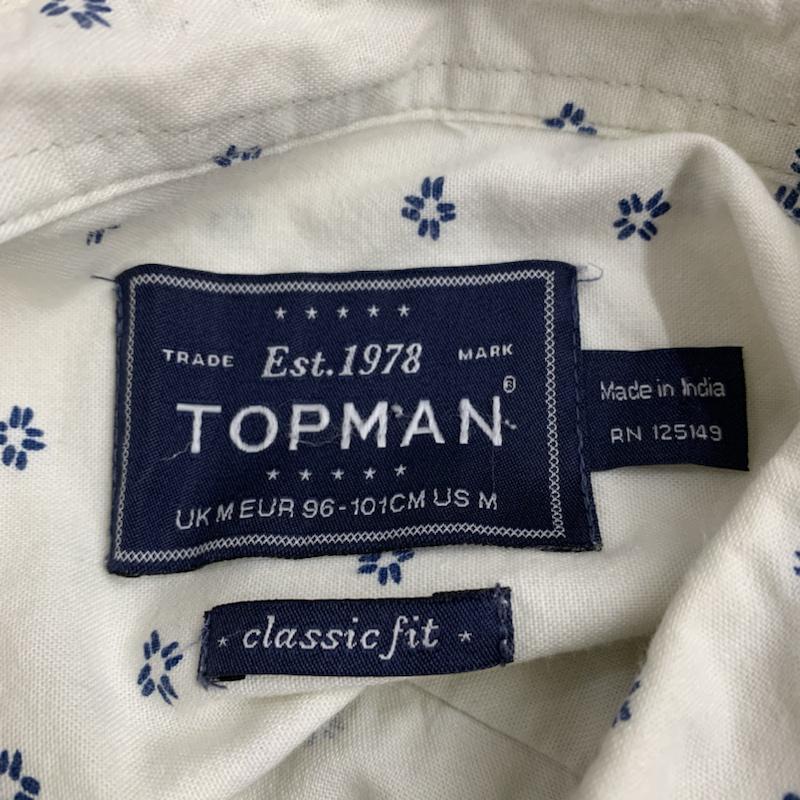 TRADE Est.1978 MARK
TOPMAN®
UK M EUR 96-101CM US M
Made in India
RN 125149
classic fit